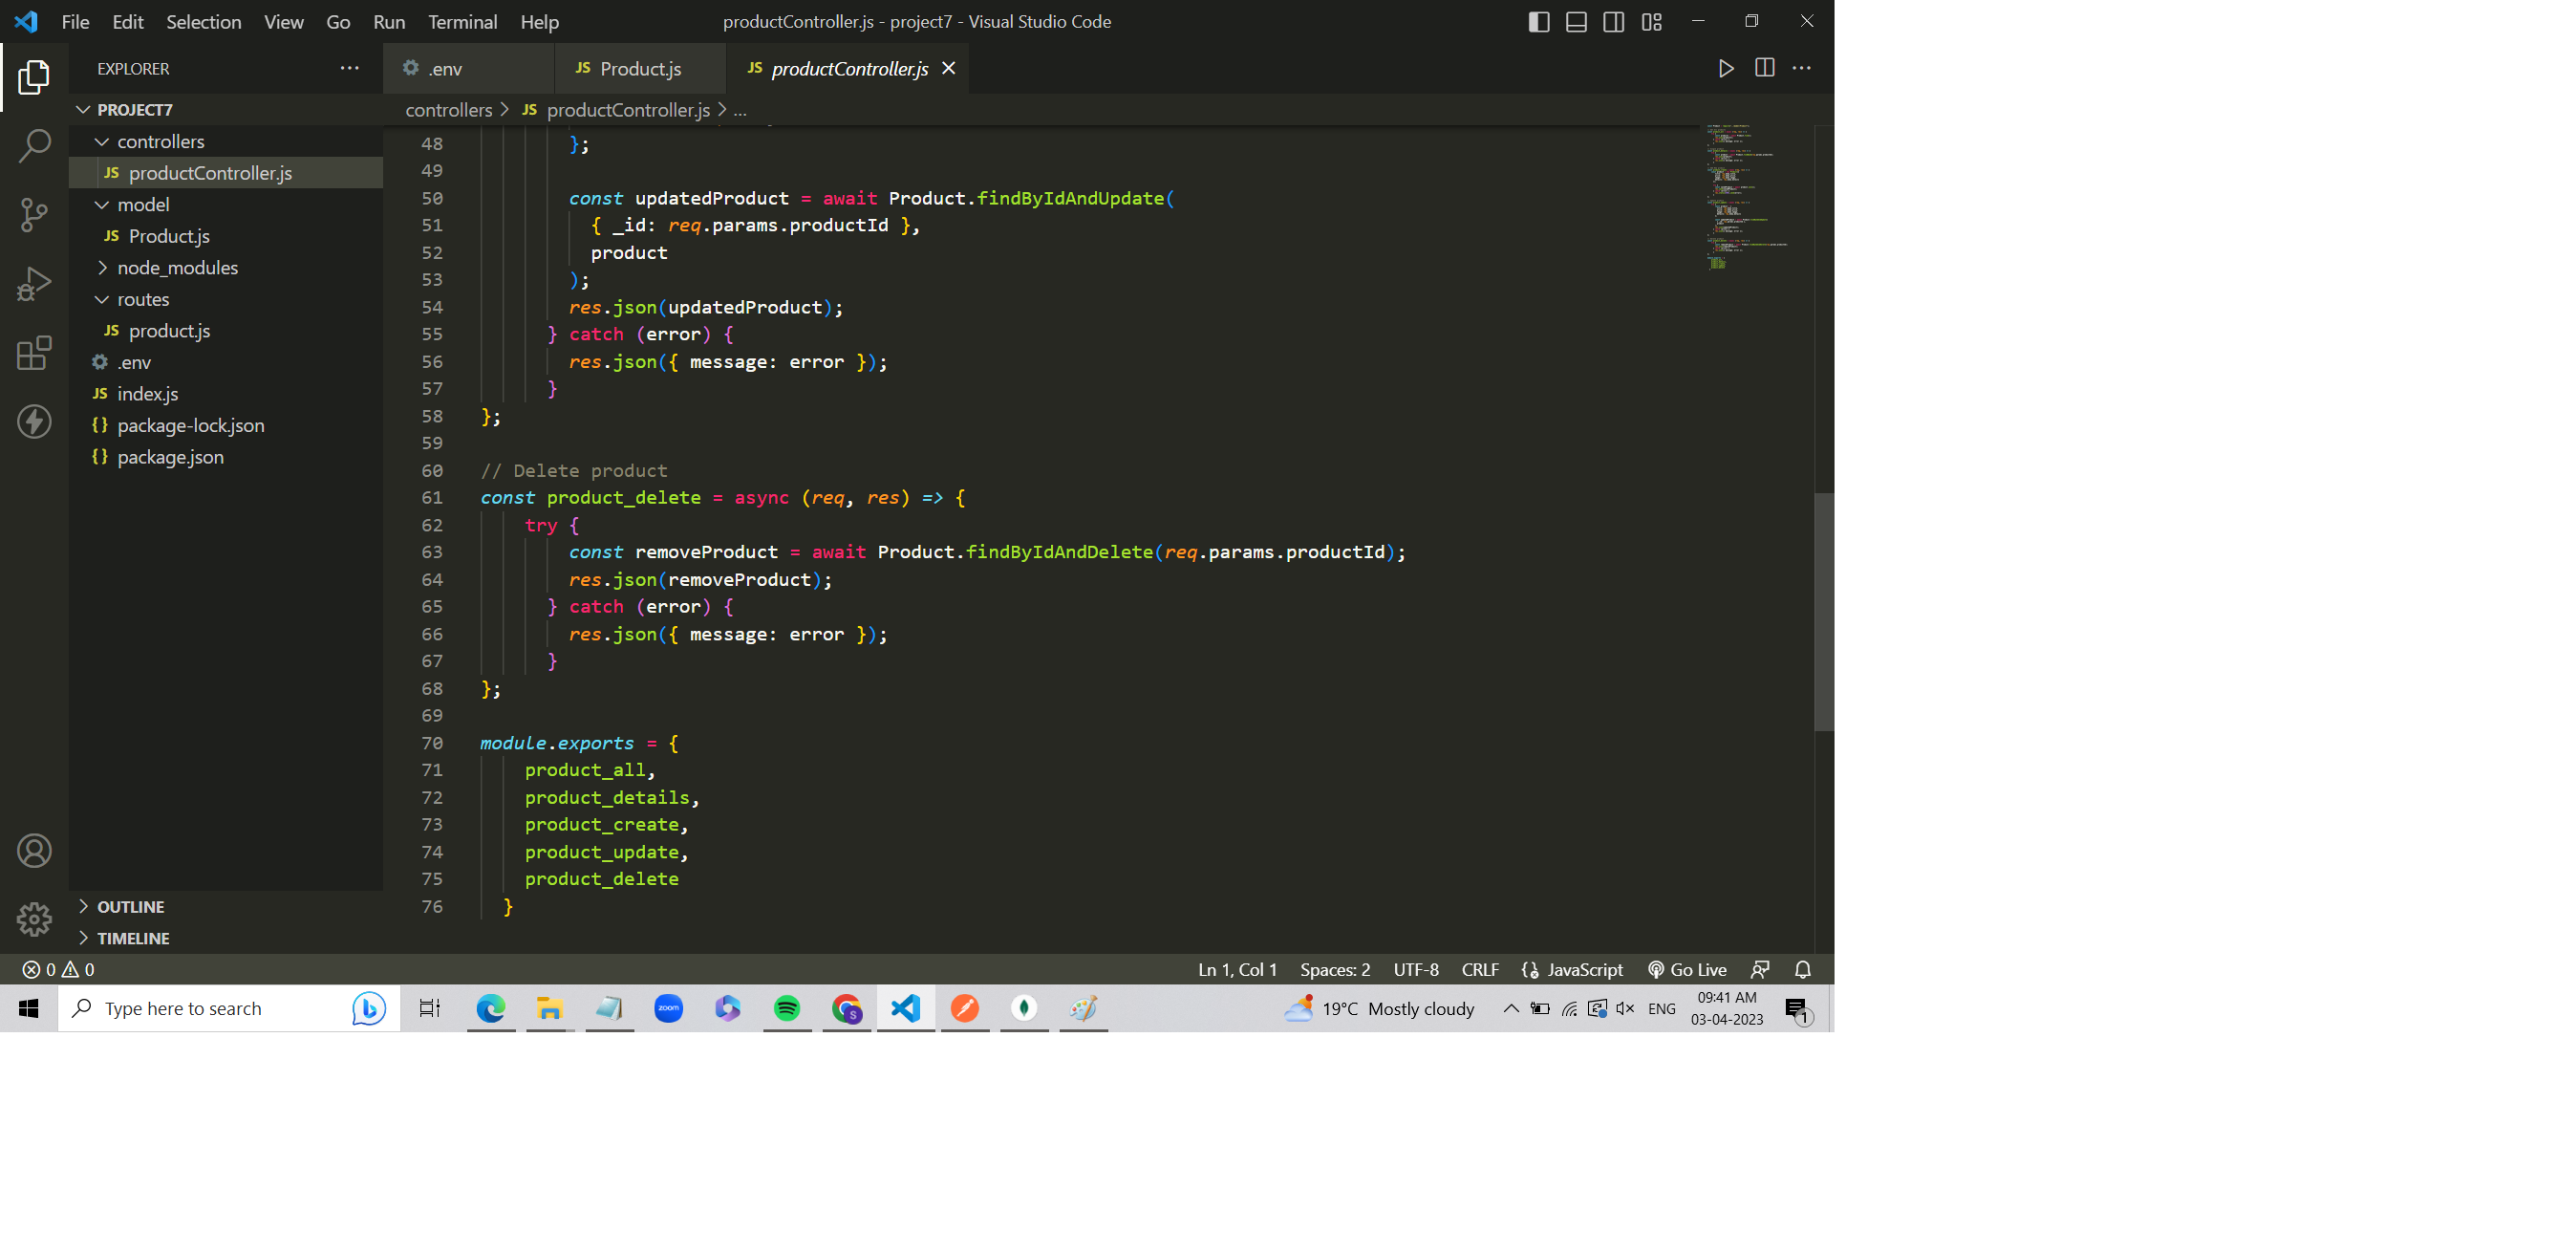 File Edit Selection View Go Run Terminal Help
productController.js - project7 - Visual Studio Code
EXPLORER
.env
JS Product.js
JS productController.js
PROJECT7
controllers
JS productController.js
model
JS Product.js
node_modules
routes
JS product.js
.env
JS index.js
{} package-lock.json
{} package.json
OUTLINE
TIMELINE
controllers > JS productController.js > ...
48 };
49
50 const updatedProduct = await Product.findByIdAndUpdate(
51 { _id: req.params.productId },
52 product
53 );
54 res.json(updatedProduct);
55 } catch (error) {
56 res.json({ message: error });
57 }
58 };
59
60 // Delete product
61 const product_delete = async (req, res) => {
62 try {
63 const removeProduct = await Product.findByIdAndDelete(req.params.productId);
64 res.json(removeProduct);
65 } catch (error) {
66 res.json({ message: error });
67 }
68 };
69
70 module.exports = {
71 product_all,
72 product_details,
73 product_create,
74 product_update,
75 product_delete
76 }
0 0
Ln 1, Col 1 Spaces: 2 UTF-8 CRLF JavaScript Go Live
Type here to search
zoom
S
19°C Mostly cloudy
ENG
09:41 AM
03-04-2023
1